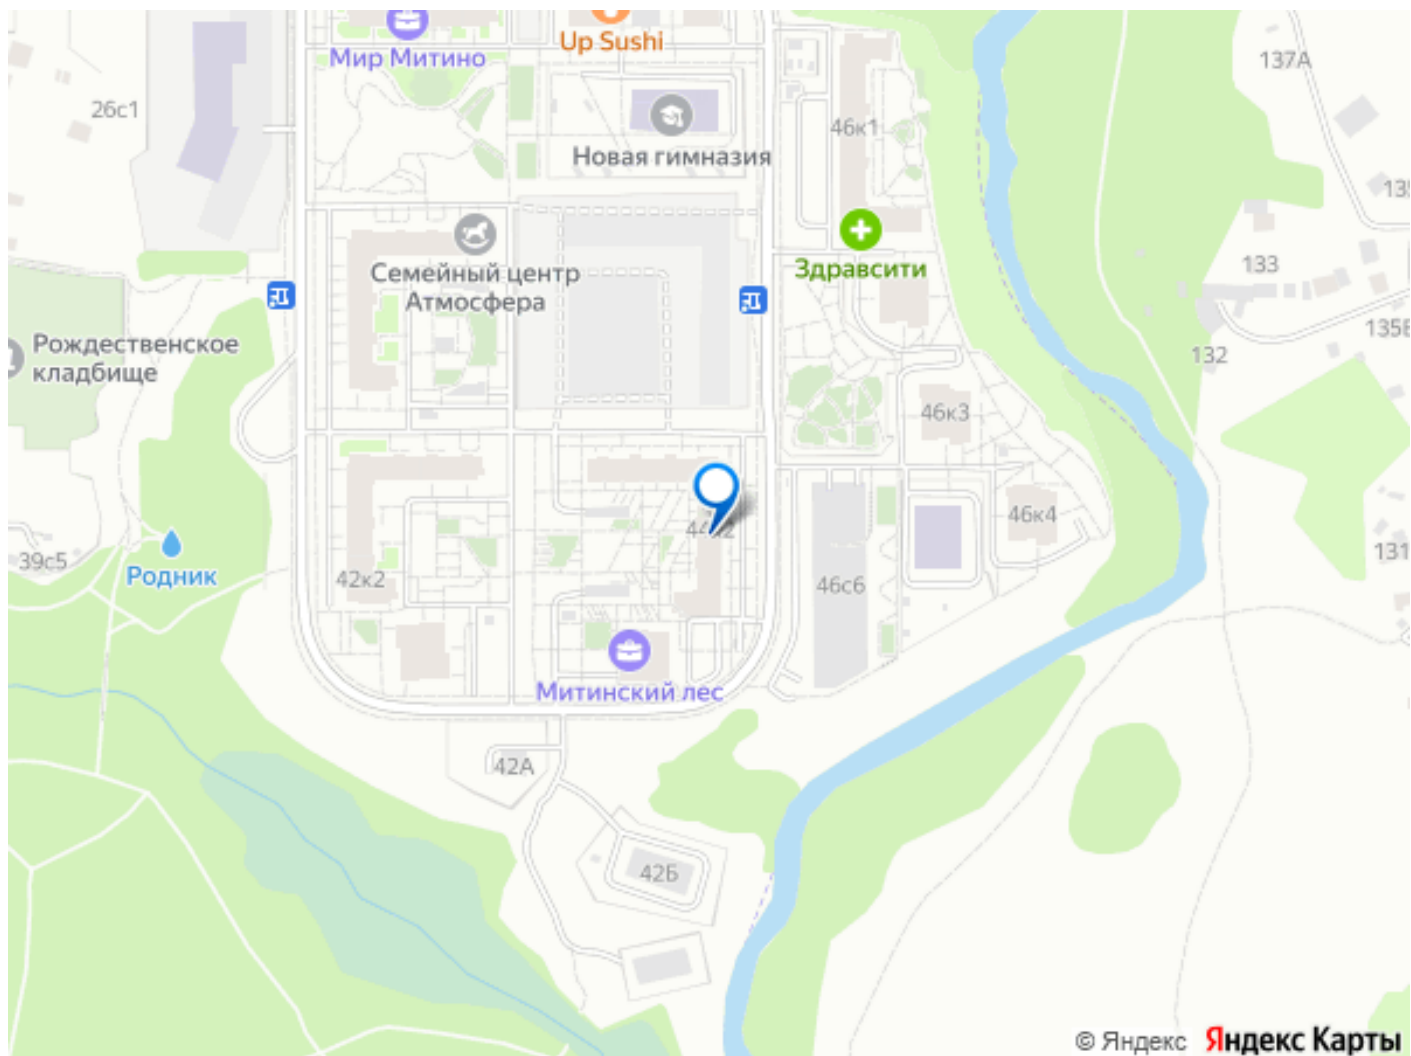 Мир Митино
Up Sushi
137А
26с1
46к1
Новая гимназия
Здравсити
Семейный центр
Атмосфера
133
Рождественское
кладбище
132
46к3
46к4
39с5
Родник
42к2
46с6
131
Митинский лес
42А
42Б
© Яндекс Яндекс Карты